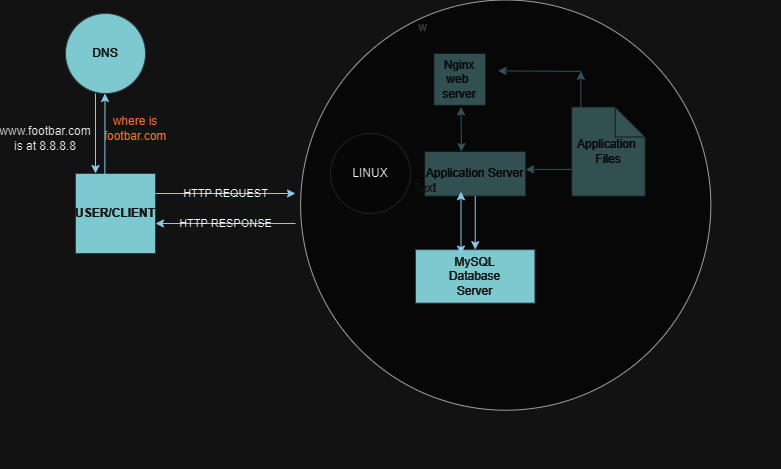 w
DNS
Nginx
web
server
where is
footbar.com
www.footbar.com
is at 8.8.8.8
Application
Files
LINUX
Application Server
Text
HTTP REQUEST
USER/CLIENT
HTTP RESPONSE
MySQL
Database
Server